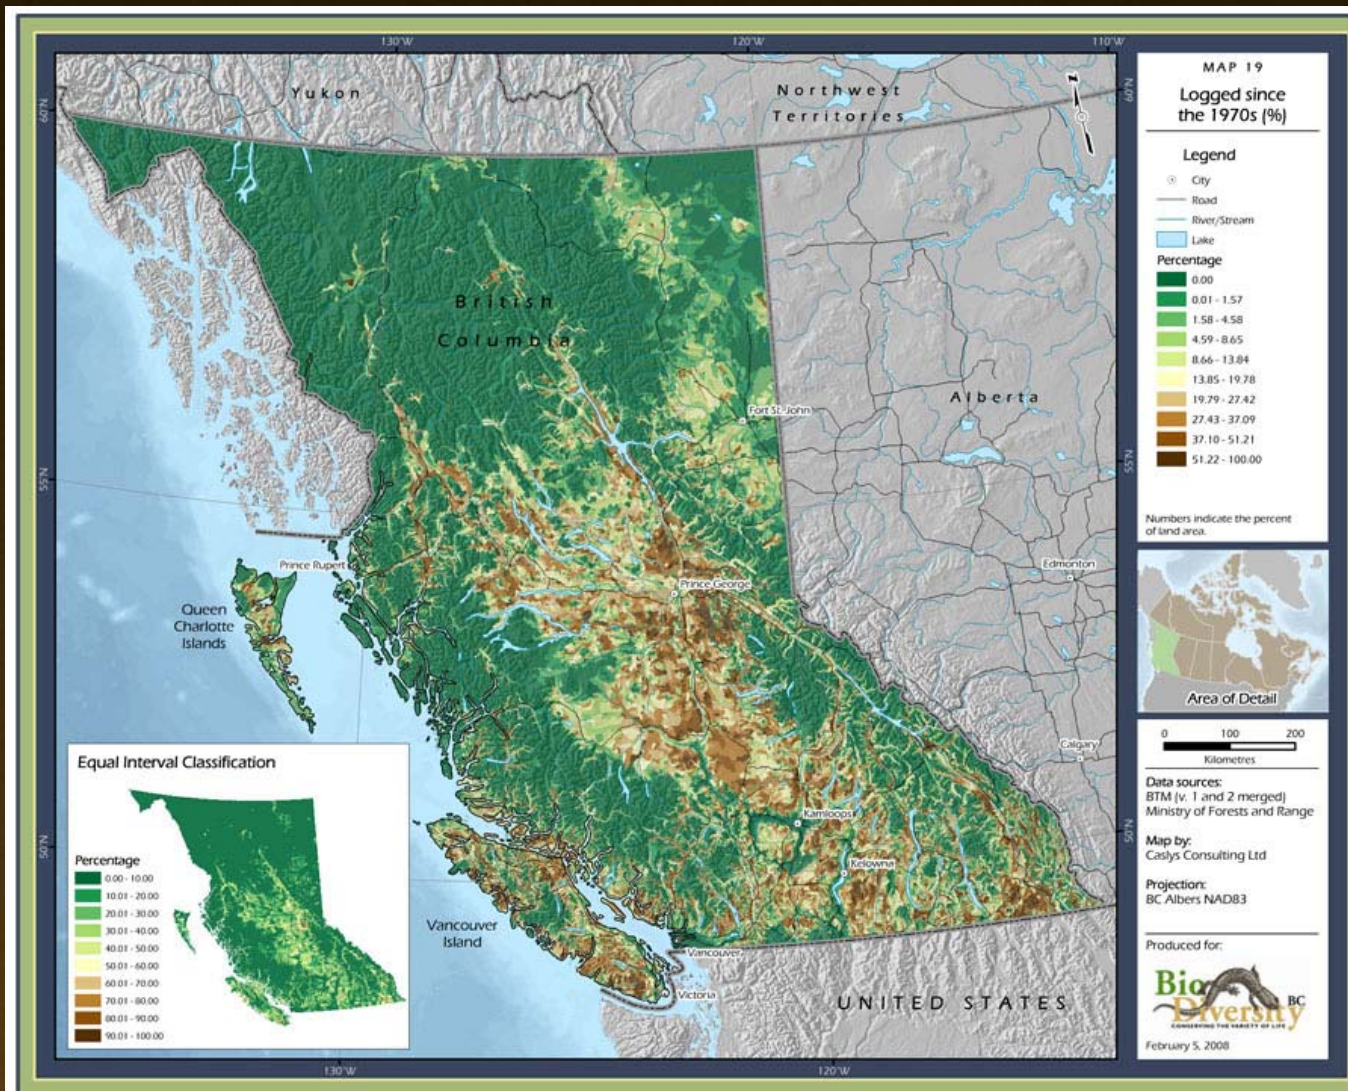 130°W
120°W
110°W
60°N
60°N
Yukon
Northwest
Territories
British
Columbia
Fort St. John
Alberta
55°N
55°N
Prince Rupert
Prince George
Edmonton
Queen
Charlotte
Islands
Calgary
Kamloops
Kelowna
50°N
50°N
Vancouver
Island
Vancouver
Victoria
UNITED STATES
130°W
120°W
Equal Interval Classification
Percentage
0.00 - 10.00
10.01 - 20.00
20.01 - 30.00
30.01 - 40.00
40.01 - 50.00
50.01 - 60.00
60.01 - 70.00
70.01 - 80.00
80.01 - 90.00
90.01 - 100.00
MAP 19
Logged since
the 1970s (%)
Legend
City
Road
River/Stream
Lake
Percentage
0.00
0.01 - 1.57
1.58 - 4.58
4.59 - 8.65
8.66 - 13.84
13.85 - 19.78
19.79 - 27.42
27.43 - 37.09
37.10 - 51.21
51.22 - 100.00
Numbers indicate the percent
of land area.
Area of Detail
0 100 200
Kilometres
Data sources:
BTM (v. 1 and 2 merged)
Ministry of Forests and Range
Map by:
Caslys Consulting Ltd
Projection:
BC Albers NAD83
Produced for:
Bio
Diversity BC
CONSERVING THE VARIETY OF LIFE
February 5, 2008